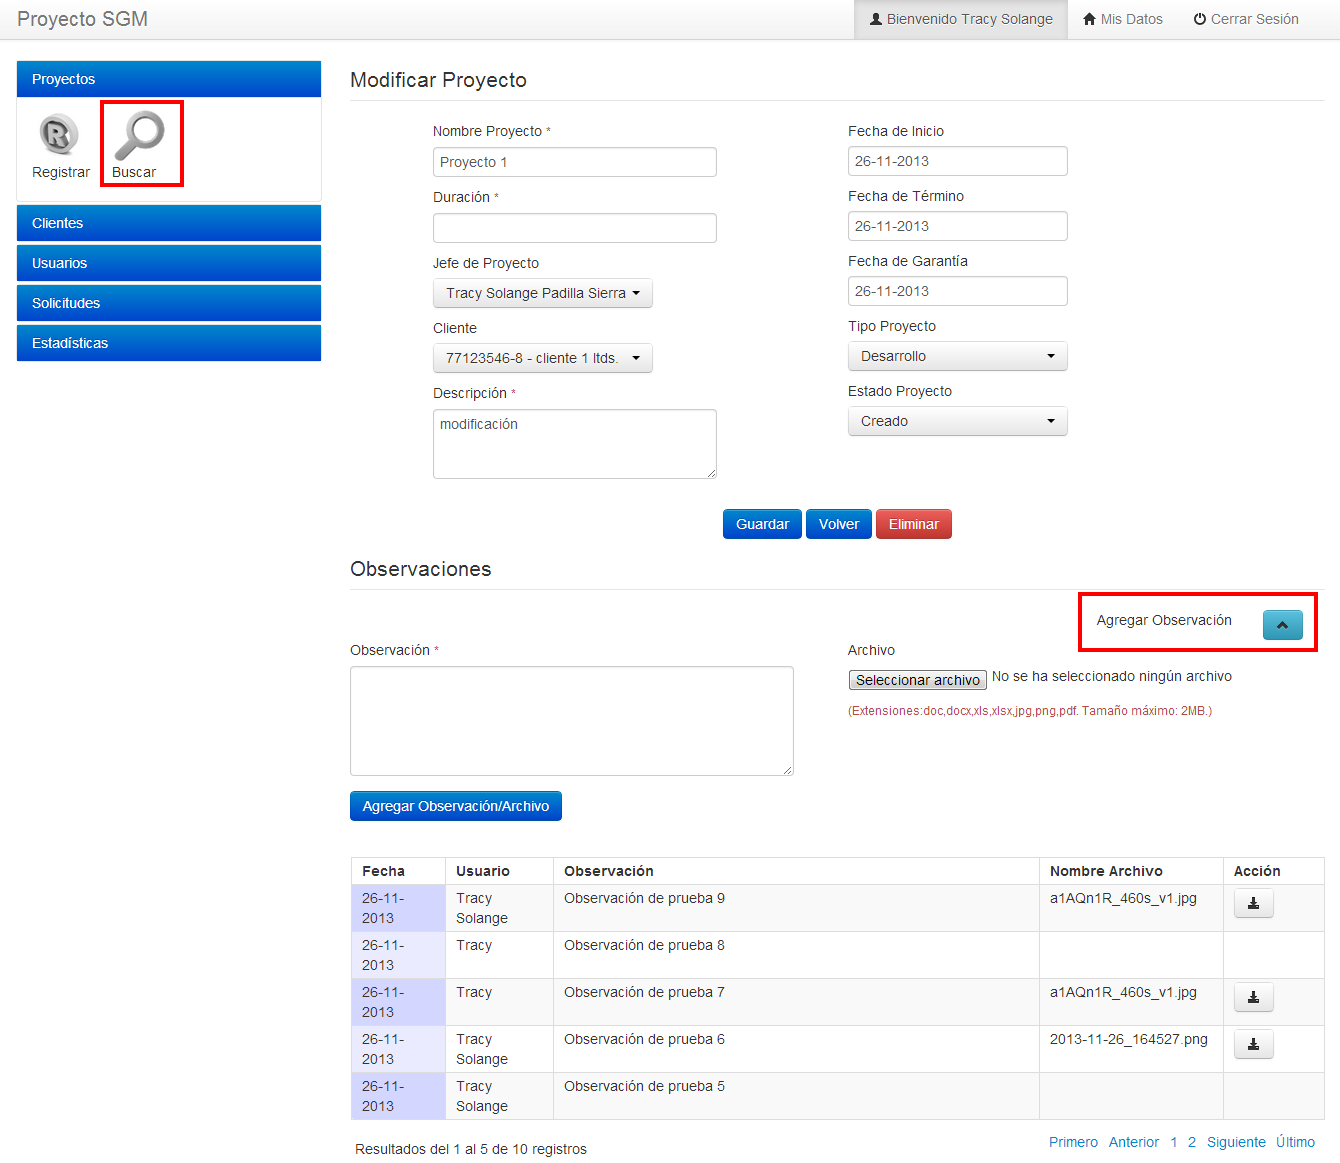 Proyecto SGM
Bienvenido Tracy Solange
Mis Datos
Cerrar Sesión
Proyectos
R
Registrar
Buscar
Clientes
Usuarios
Solicitudes
Estadísticas
Modificar Proyecto
Nombre Proyecto *
Proyecto 1
Duración *
Jefe de Proyecto
Tracy Solange Padilla Sierra
Cliente
77123546-8 - cliente 1 ltds.
Descripción *
modificación
Fecha de Inicio
26-11-2013
Fecha de Término
26-11-2013
Fecha de Garantía
26-11-2013
Tipo Proyecto
Desarrollo
Estado Proyecto
Creado
Guardar
Volver
Eliminar
Observaciones
Agregar Observación
Observación *
Archivo
Seleccionar archivo No se ha seleccionado ningún archivo
(Extensiones:doc,docx,xls,xlsx,jpg,png,pdf. Tamaño máximo: 2MB.)
Agregar Observación/Archivo
Fecha Usuario Observación Nombre Archivo Acción
26-11- Tracy Observación de prueba 9 a1AQn1R_460s_v1.jpg
2013 Solange
26-11- Tracy Observación de prueba 8
2013
26-11- Tracy Observación de prueba 7 a1AQn1R_460s_v1.jpg
2013
26-11- Tracy Observación de prueba 6 2013-11-26_164527.png
2013 Solange
26-11- Tracy Observación de prueba 5
2013 Solange
Resultados del 1 al 5 de 10 registros
Primero Anterior 1 2 Siguiente Último